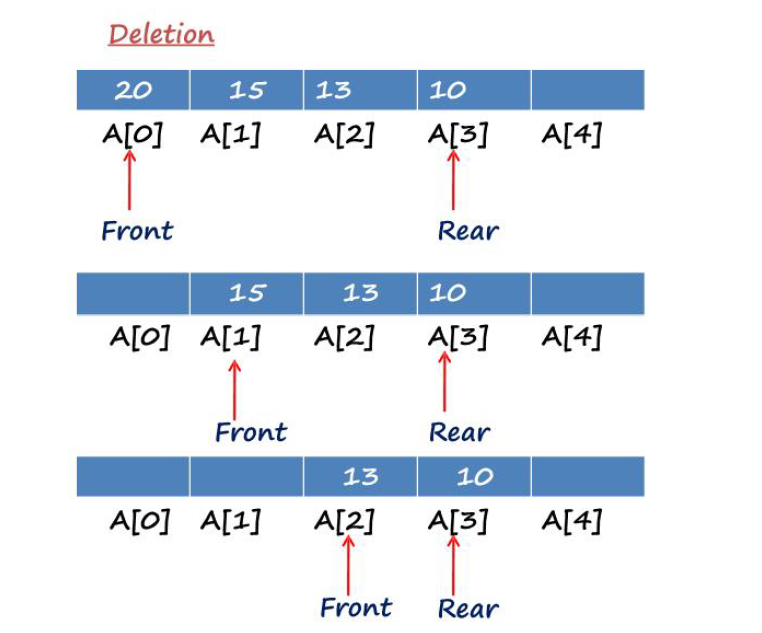 Deletion
20 15 13 10
A[0] A[1] A[2] A[3] A[4]
Front Rear
15 13 10
A[0] A[1] A[2] A[3] A[4]
Front Rear
13 10
A[0] A[1] A[2] A[3] A[4]
Front Rear